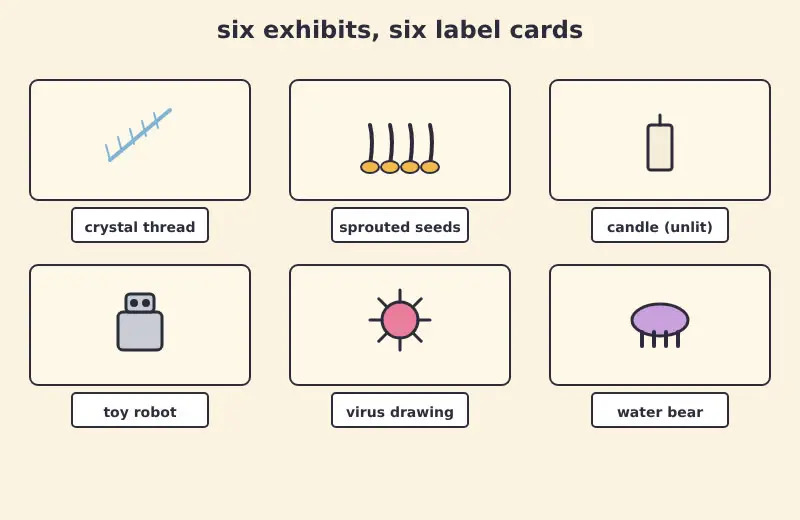 six exhibits, six label cards
crystal thread
sprouted seeds
candle (unlit)
toy robot
virus drawing
water bear